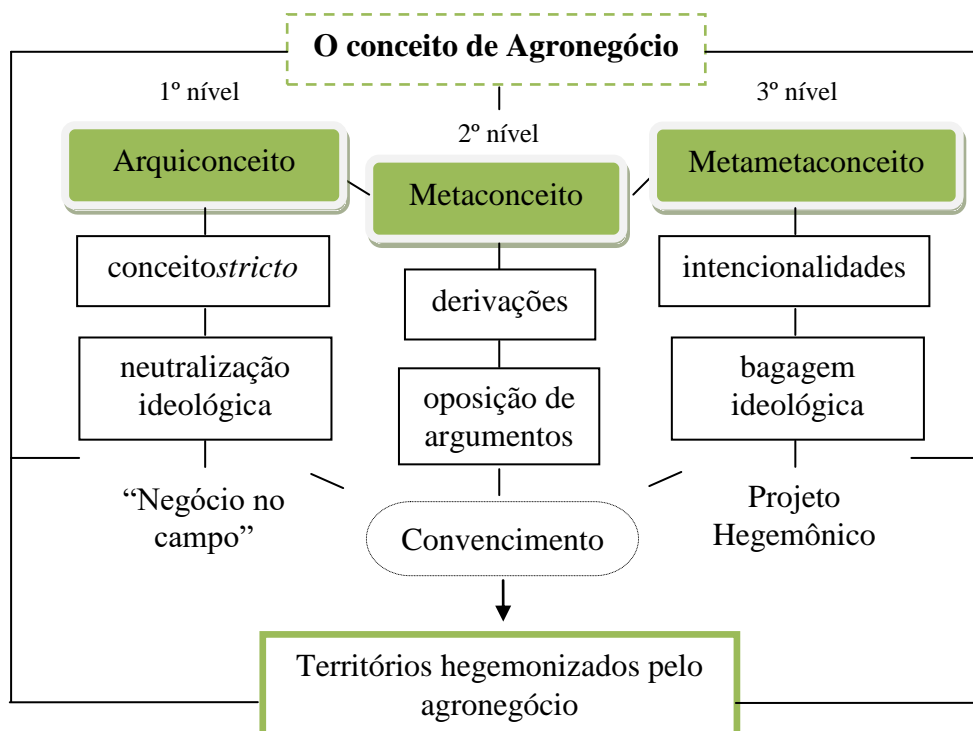 O conceito de Agronegócio
1º nível
Arquiconceito
conceitostricto
neutralização
ideológica
“Negócio no
campo”
2º nível
Metaconceito
derivações
oposição de
argumentos
Convencimento
3º nível
Metametaconceito
intencionalidades
bagagem
ideológica
Projeto
Hegemônico
Territórios hegemonizados pelo
agronegócio